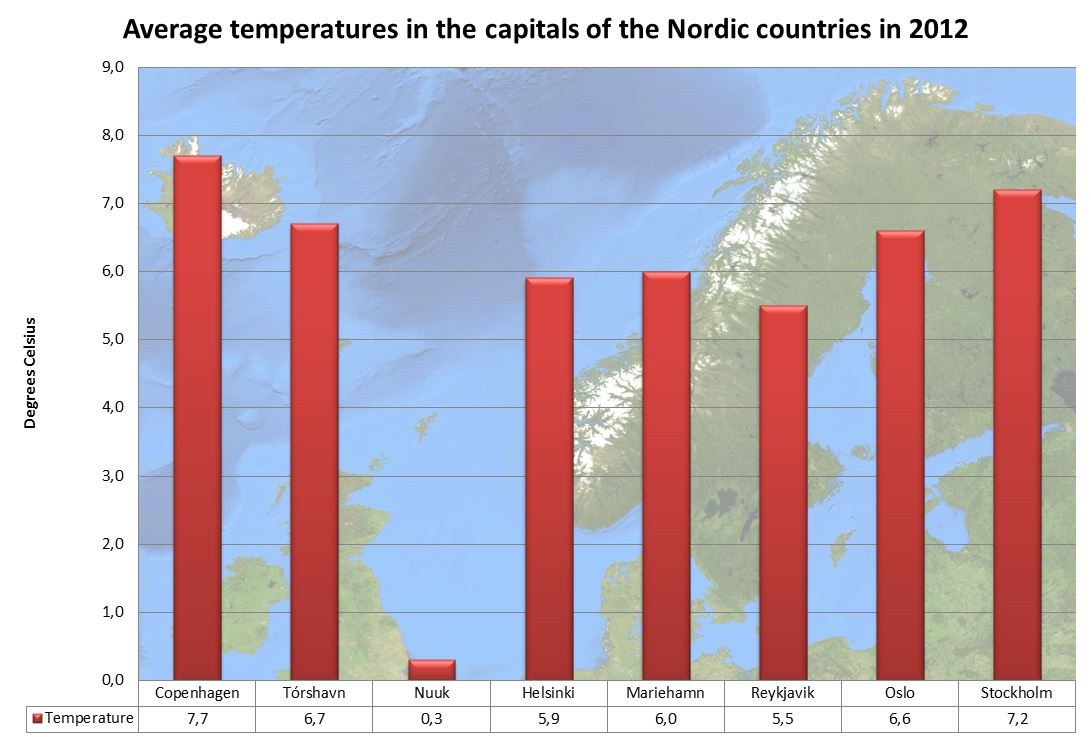 Average temperatures in the capitals of the Nordic countries in 2012
Degrees Celsius
9,0
8,0
7,0
6,0
5,0
4,0
3,0
2,0
1,0
0,0
Copenhagen Tórshavn Nuuk Helsinki Mariehamn Reykjavik Oslo Stockholm
Temperature 7,7 6,7 0,3 5,9 6,0 5,5 6,6 7,2